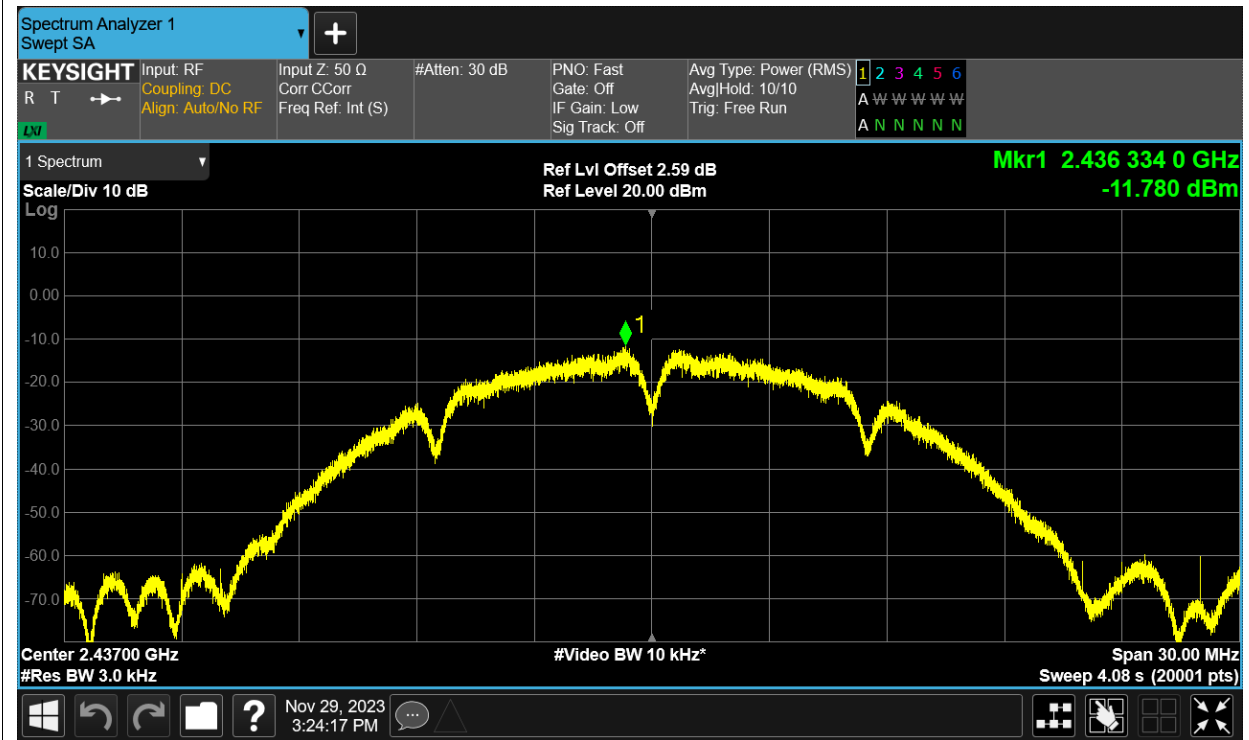 Spectrum Analyzer 1
Swept SA
+
KEYSIGHT
R T
LXI
Input: RF
Coupling: DC
Align: Auto/No RF
Input Z: 50 Ω
Corr CCorr
Freq Ref: Int (S)
#Atten: 30 dB
PNO: Fast
Gate: Off
IF Gain: Low
Sig Track: Off
Avg Type: Power (RMS)
Avg|Hold: 10/10
Trig: Free Run
1 2 3 4 5 6
A W W W W W
A N N N N N
1 Spectrum
Scale/Div 10 dB
Log
Ref Lvl Offset 2.59 dB
Ref Level 20.00 dBm
Mkr1 2.436 334 0 GHz
-11.780 dBm
10.0
0.00
-10.0
-20.0
-30.0
-40.0
-50.0
-60.0
-70.0
1
Center 2.43700 GHz
#Res BW 3.0 kHz
#Video BW 10 kHz*
Span 30.00 MHz
Sweep 4.08 s (20001 pts)
?
Nov 29, 2023
3:24:17 PM